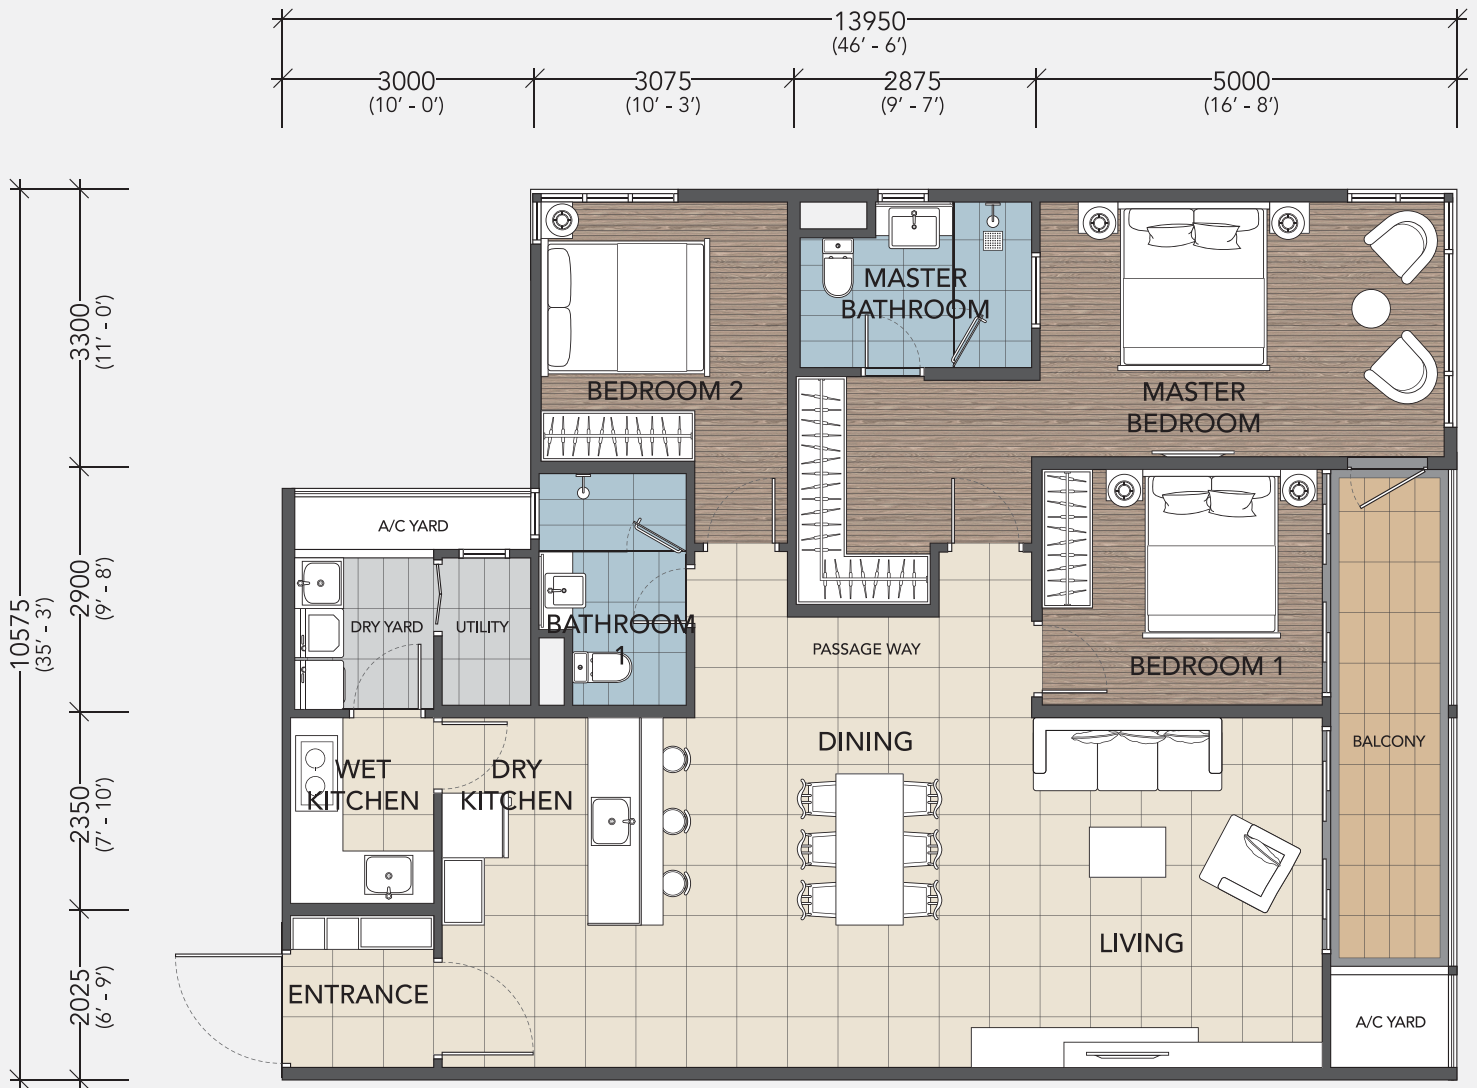 13950
(46' - 6')
3000
(10' - 0')
3075
(10' - 3')
2875
(9' - 7')
5000
(16' - 8')
10575
(35' - 3')
3300
(11' - 0')
2900
(9' - 8')
2350
(7' - 10')
2025
(6' - 9')
MASTER
BATHROOM
BEDROOM 2
MASTER
BEDROOM
A/C YARD
DRY YARD
UTILITY
BATHROOM
1
PASSAGE WAY
BEDROOM 1
DINING
BALCONY
WET
KITCHEN
DRY
KITCHEN
LIVING
ENTRANCE
A/C YARD